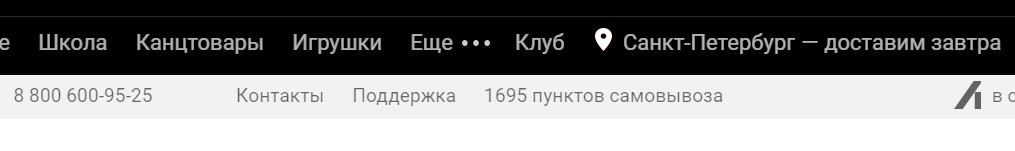 Школа Канцтовары Игрушки Еще ••• Клуб Санкт-Петербург — доставим завтра
8 800 600-95-25 Контакты Поддержка 1695 пунктов самовывоза в